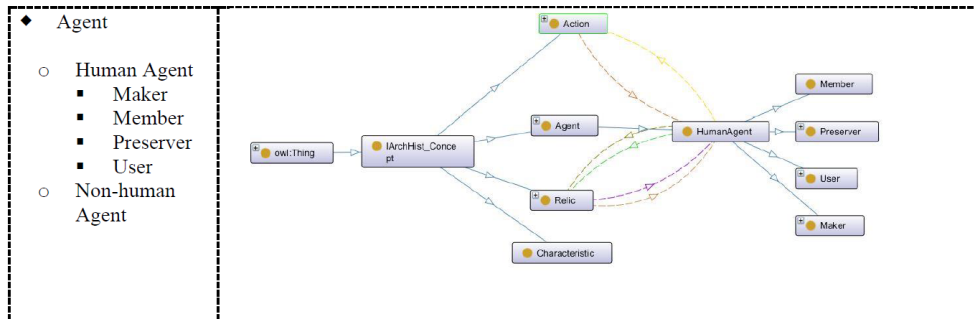 Agent
Human Agent
Maker
Member
Preserver
User
Non-human
Agent
Action
Member
Agent
HumanAgent
Preserver
owl:Thing
IArchHist_Conce
pt
User
Relic
Maker
Characteristic